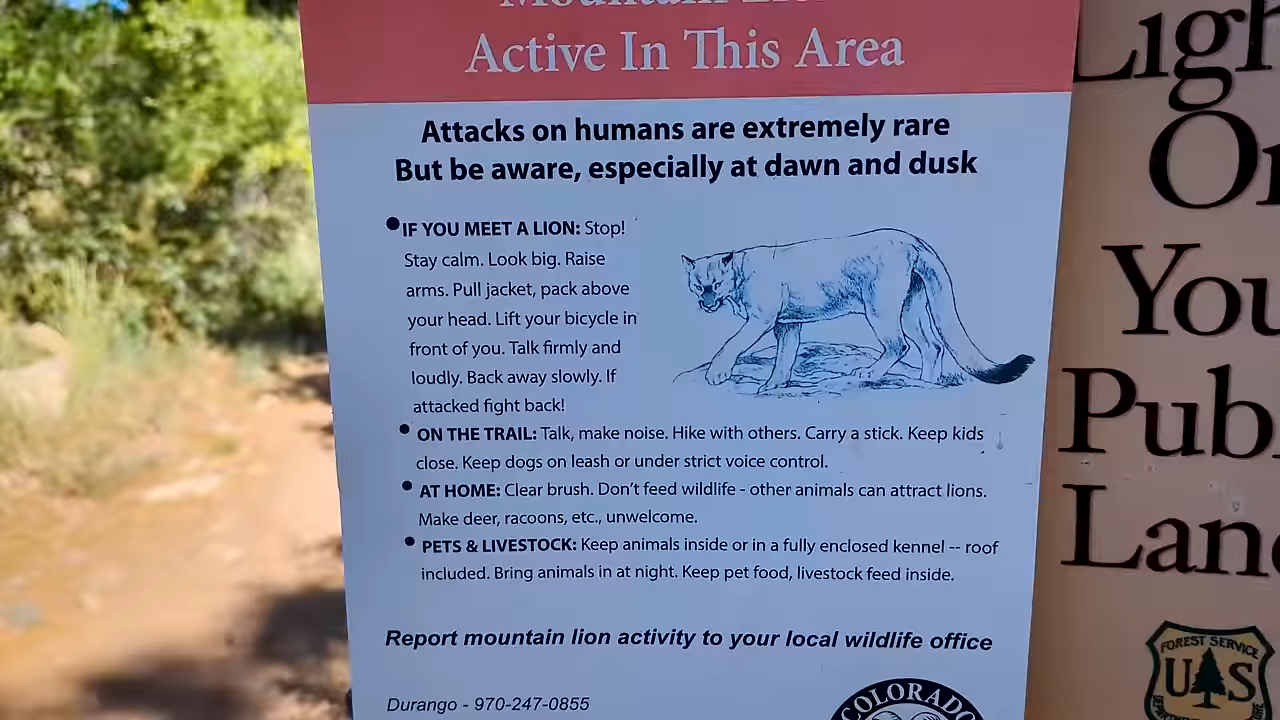 Mountain Lion
Active In This Area
Attacks on humans are extremely rare
But be aware, especially at dawn and dusk
IF YOU MEET A LION: Stop!
Stay calm. Look big. Raise
arms. Pull jacket, pack above
your head. Lift your bicycle in
front of you. Talk firmly and
loudly. Back away slowly. If
attacked fight back!
ON THE TRAIL: Talk, make noise. Hike with others. Carry a stick. Keep kids
close. Keep dogs on leash or under strict voice control.
AT HOME: Clear brush. Don't feed wildlife - other animals can attract lions.
Make deer, racoons, etc., unwelcome.
PETS & LIVESTOCK: Keep animals inside or in a fully enclosed kennel -- roof
included. Bring animals in at night. Keep pet food, livestock feed inside.
Report mountain lion activity to your local wildlife office
Durango - 970-247-0855
COLORADO
Ligh
On
You
Pub
Lan
FOREST SERVICE
U S